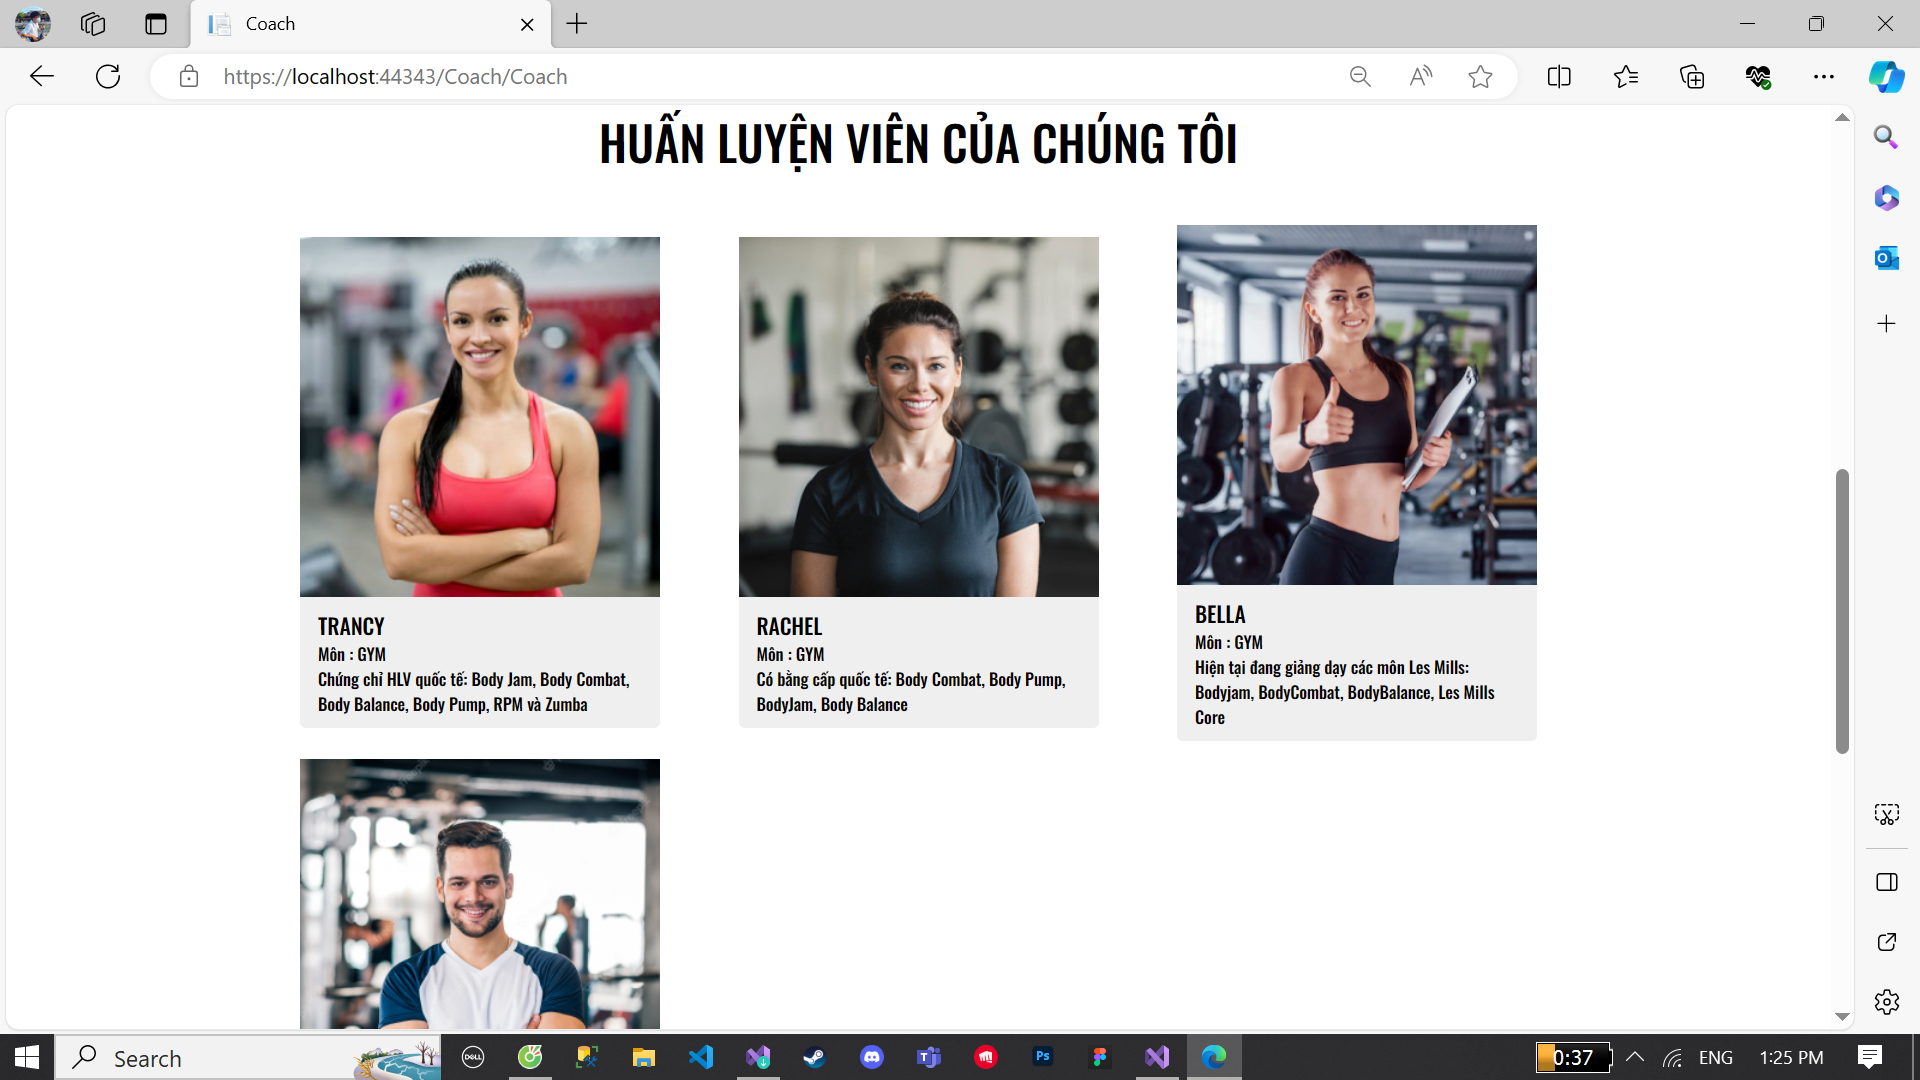 Coach
https://localhost:44343/Coach/Coach
HUẤN LUYỆN VIÊN CỦA CHÚNG TÔI
TRANCY
Môn : GYM
Chứng chỉ HLV quốc tế: Body Jam, Body Combat,
Body Balance, Body Pump, RPM và Zumba
RACHEL
Môn : GYM
Có bằng cấp quốc tế: Body Combat, Body Pump,
BodyJam, Body Balance
BELLA
Môn : GYM
Hiện tại đang giảng dạy các môn Les Mills:
Bodyjam, BodyCombat, BodyBalance, Les Mills
Core
Search
DELL
Ps
0:37
ENG
1:25 PM